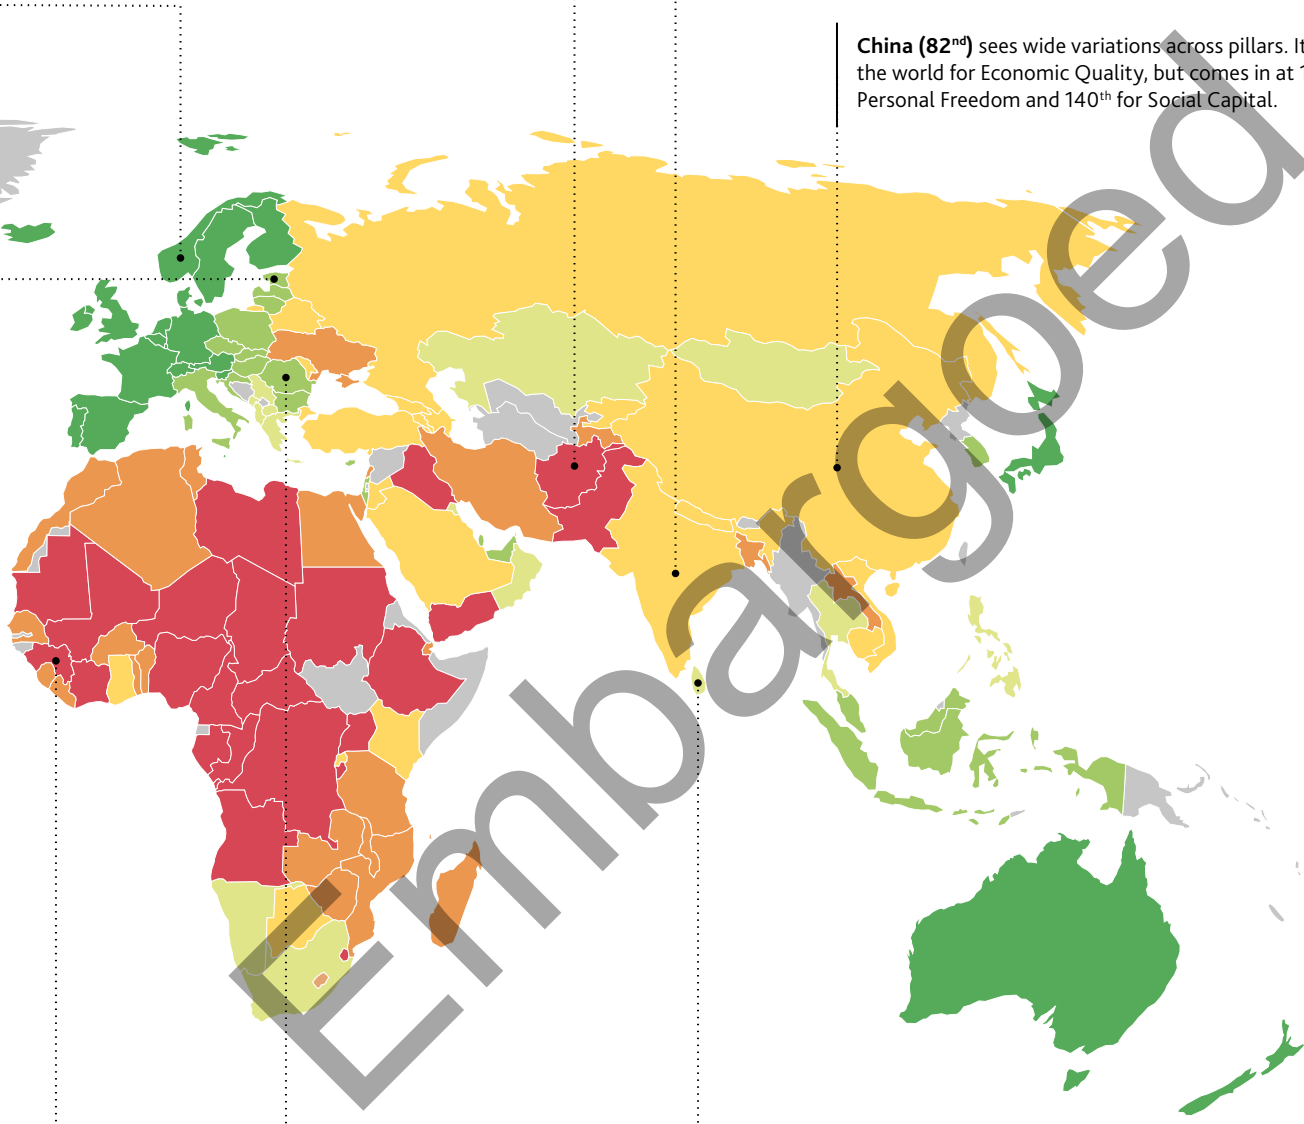 China (82nd) sees wide variations across pillars. It
the world for Economic Quality, but comes in at 1
Personal Freedom and 140th for Social Capital.
Embargoed